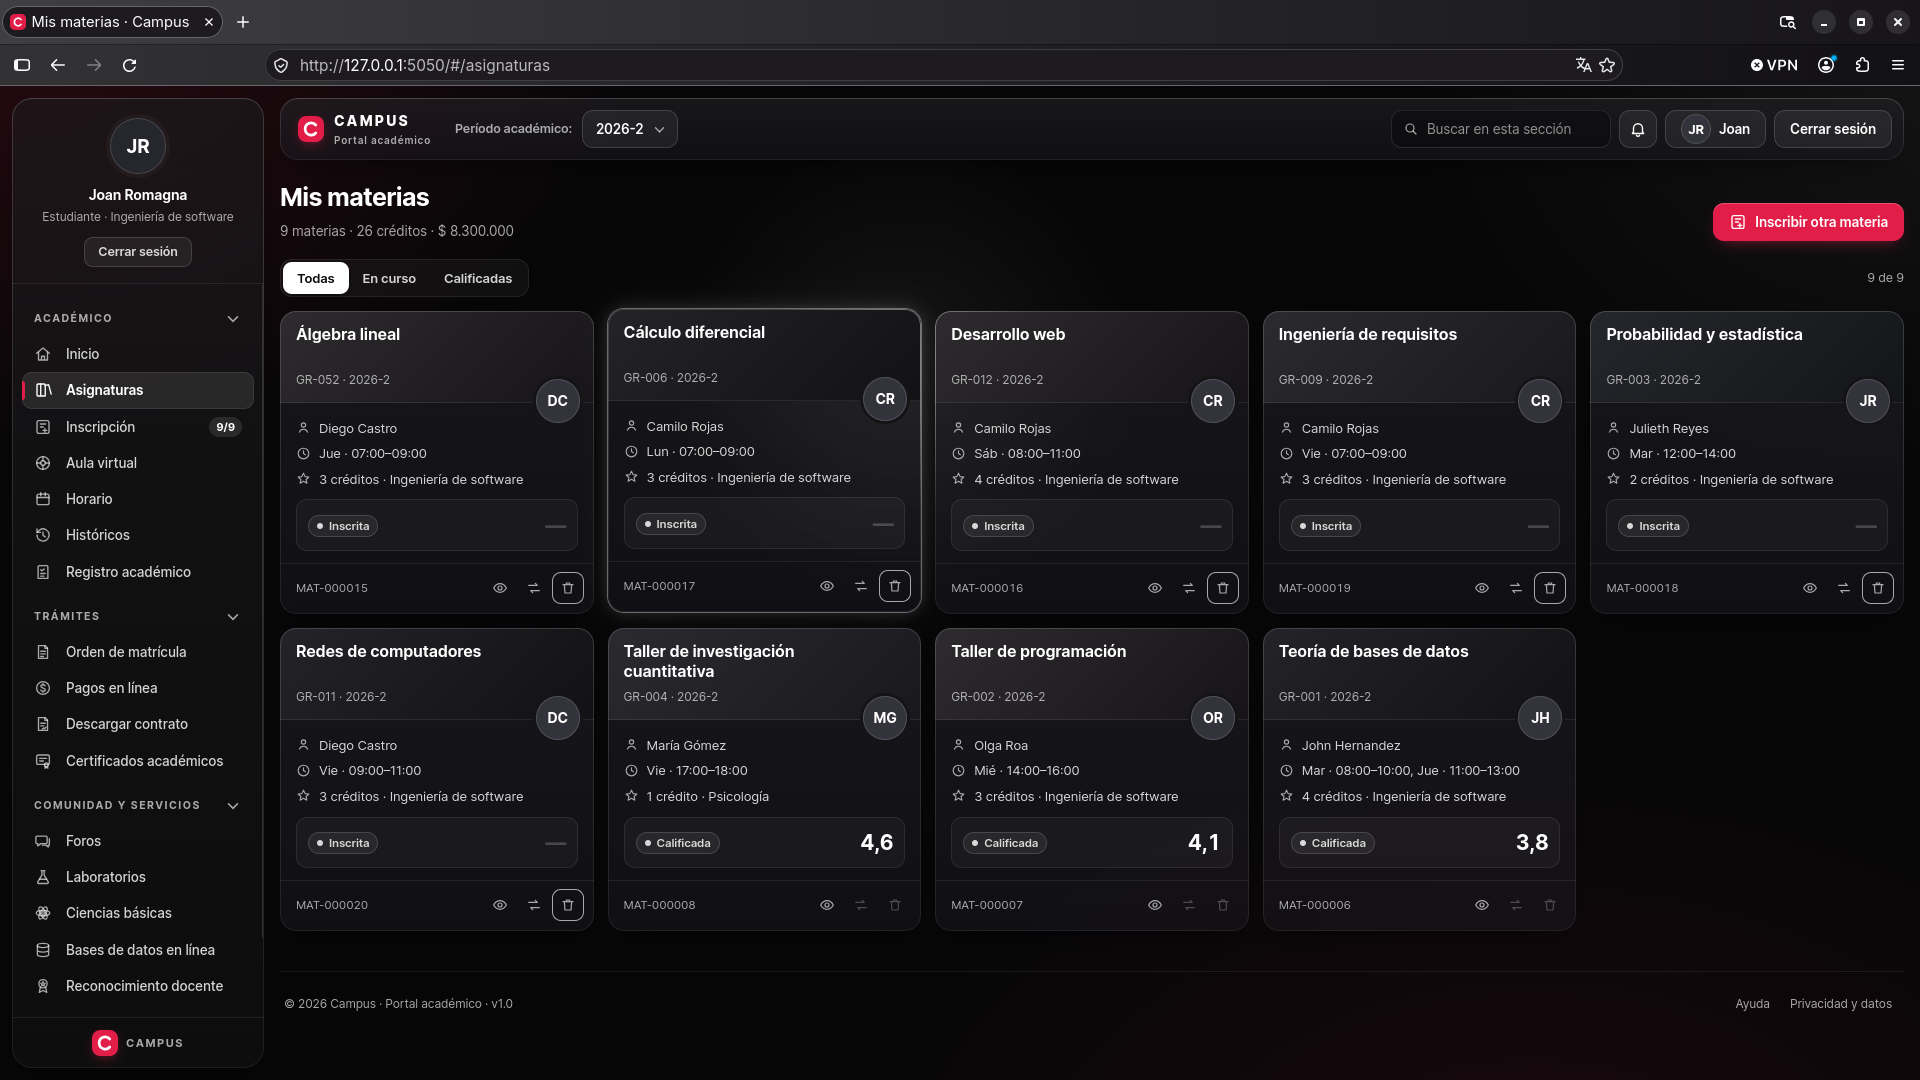 Mis materias · Campus
http://127.0.0.1:5050/#/asignaturas
VPN
JR
Joan Romagna
Estudiante · Ingeniería de software
Cerrar sesión
ACADÉMICO
Inicio
Asignaturas
Inscripción 9/9
Aula virtual
Horario
Históricos
Registro académico
TRÁMITES
Orden de matrícula
Pagos en línea
Descargar contrato
Certificados académicos
COMUNIDAD Y SERVICIOS
Foros
Laboratorios
Ciencias básicas
Bases de datos en línea
Reconocimiento docente
C CAMPUS
C CAMPUS
Portal académico
Período académico: 2026-2
Buscar en esta sección
JR Joan
Cerrar sesión
Mis materias
9 materias · 26 créditos · $ 8.300.000
Inscribir otra materia
Todas En curso Calificadas
9 de 9
Álgebra lineal
GR-052 · 2026-2
DC
Diego Castro
Jue · 07:00–09:00
3 créditos · Ingeniería de software
Inscrita —
MAT-000015
Cálculo diferencial
GR-006 · 2026-2
CR
Camilo Rojas
Lun · 07:00–09:00
3 créditos · Ingeniería de software
Inscrita —
MAT-000017
Desarrollo web
GR-012 · 2026-2
CR
Camilo Rojas
Sáb · 08:00–11:00
4 créditos · Ingeniería de software
Inscrita —
MAT-000016
Ingeniería de requisitos
GR-009 · 2026-2
CR
Camilo Rojas
Vie · 07:00–09:00
3 créditos · Ingeniería de software
Inscrita —
MAT-000019
Probabilidad y estadística
GR-003 · 2026-2
JR
Julieth Reyes
Mar · 12:00–14:00
2 créditos · Ingeniería de software
Inscrita —
MAT-000018
Redes de computadores
GR-011 · 2026-2
DC
Diego Castro
Vie · 09:00–11:00
3 créditos · Ingeniería de software
Inscrita —
MAT-000020
Taller de investigación
cuantitativa
GR-004 · 2026-2
MG
María Gómez
Vie · 17:00–18:00
1 crédito · Psicología
Calificada 4,6
MAT-000008
Taller de programación
GR-002 · 2026-2
OR
Olga Roa
Mié · 14:00–16:00
3 créditos · Ingeniería de software
Calificada 4,1
MAT-000007
Teoría de bases de datos
GR-001 · 2026-2
JH
John Hernandez
Mar · 08:00–10:00, Jue · 11:00–13:00
4 créditos · Ingeniería de software
Calificada 3,8
MAT-000006
© 2026 Campus · Portal académico · v1.0
Ayuda Privacidad y datos